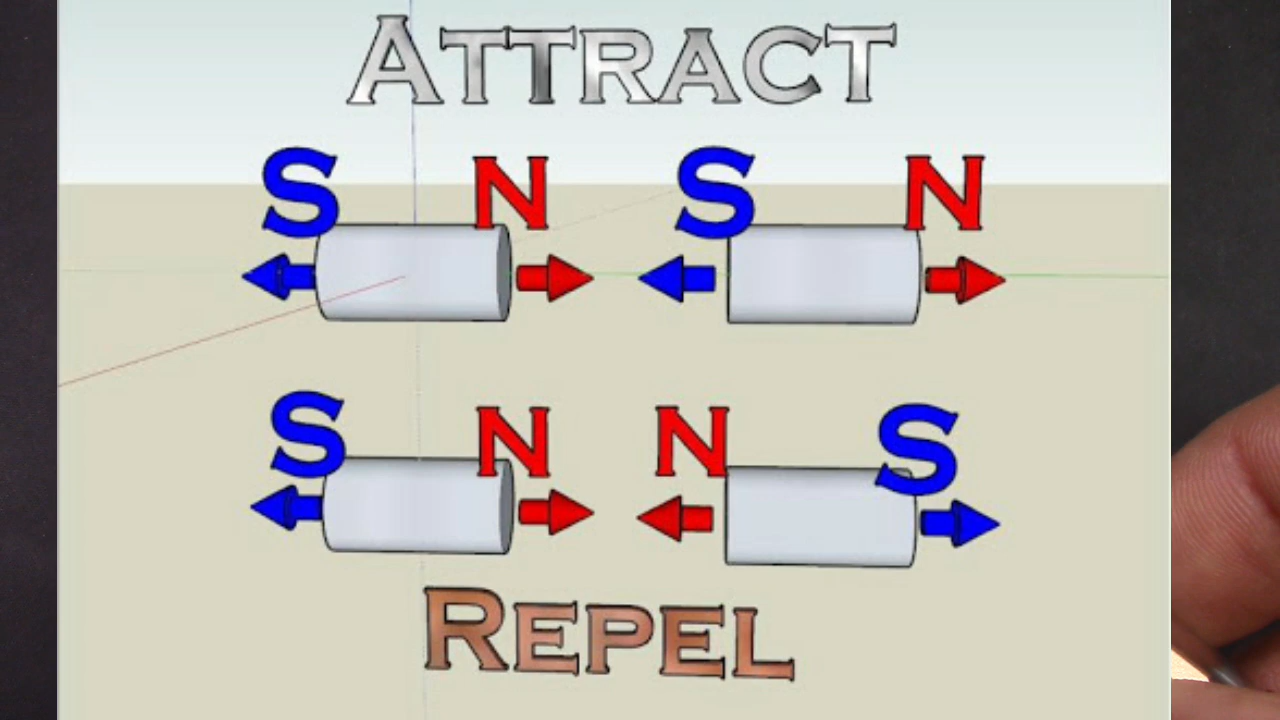 ATTRACT
S N S N
S N N S
REPEL